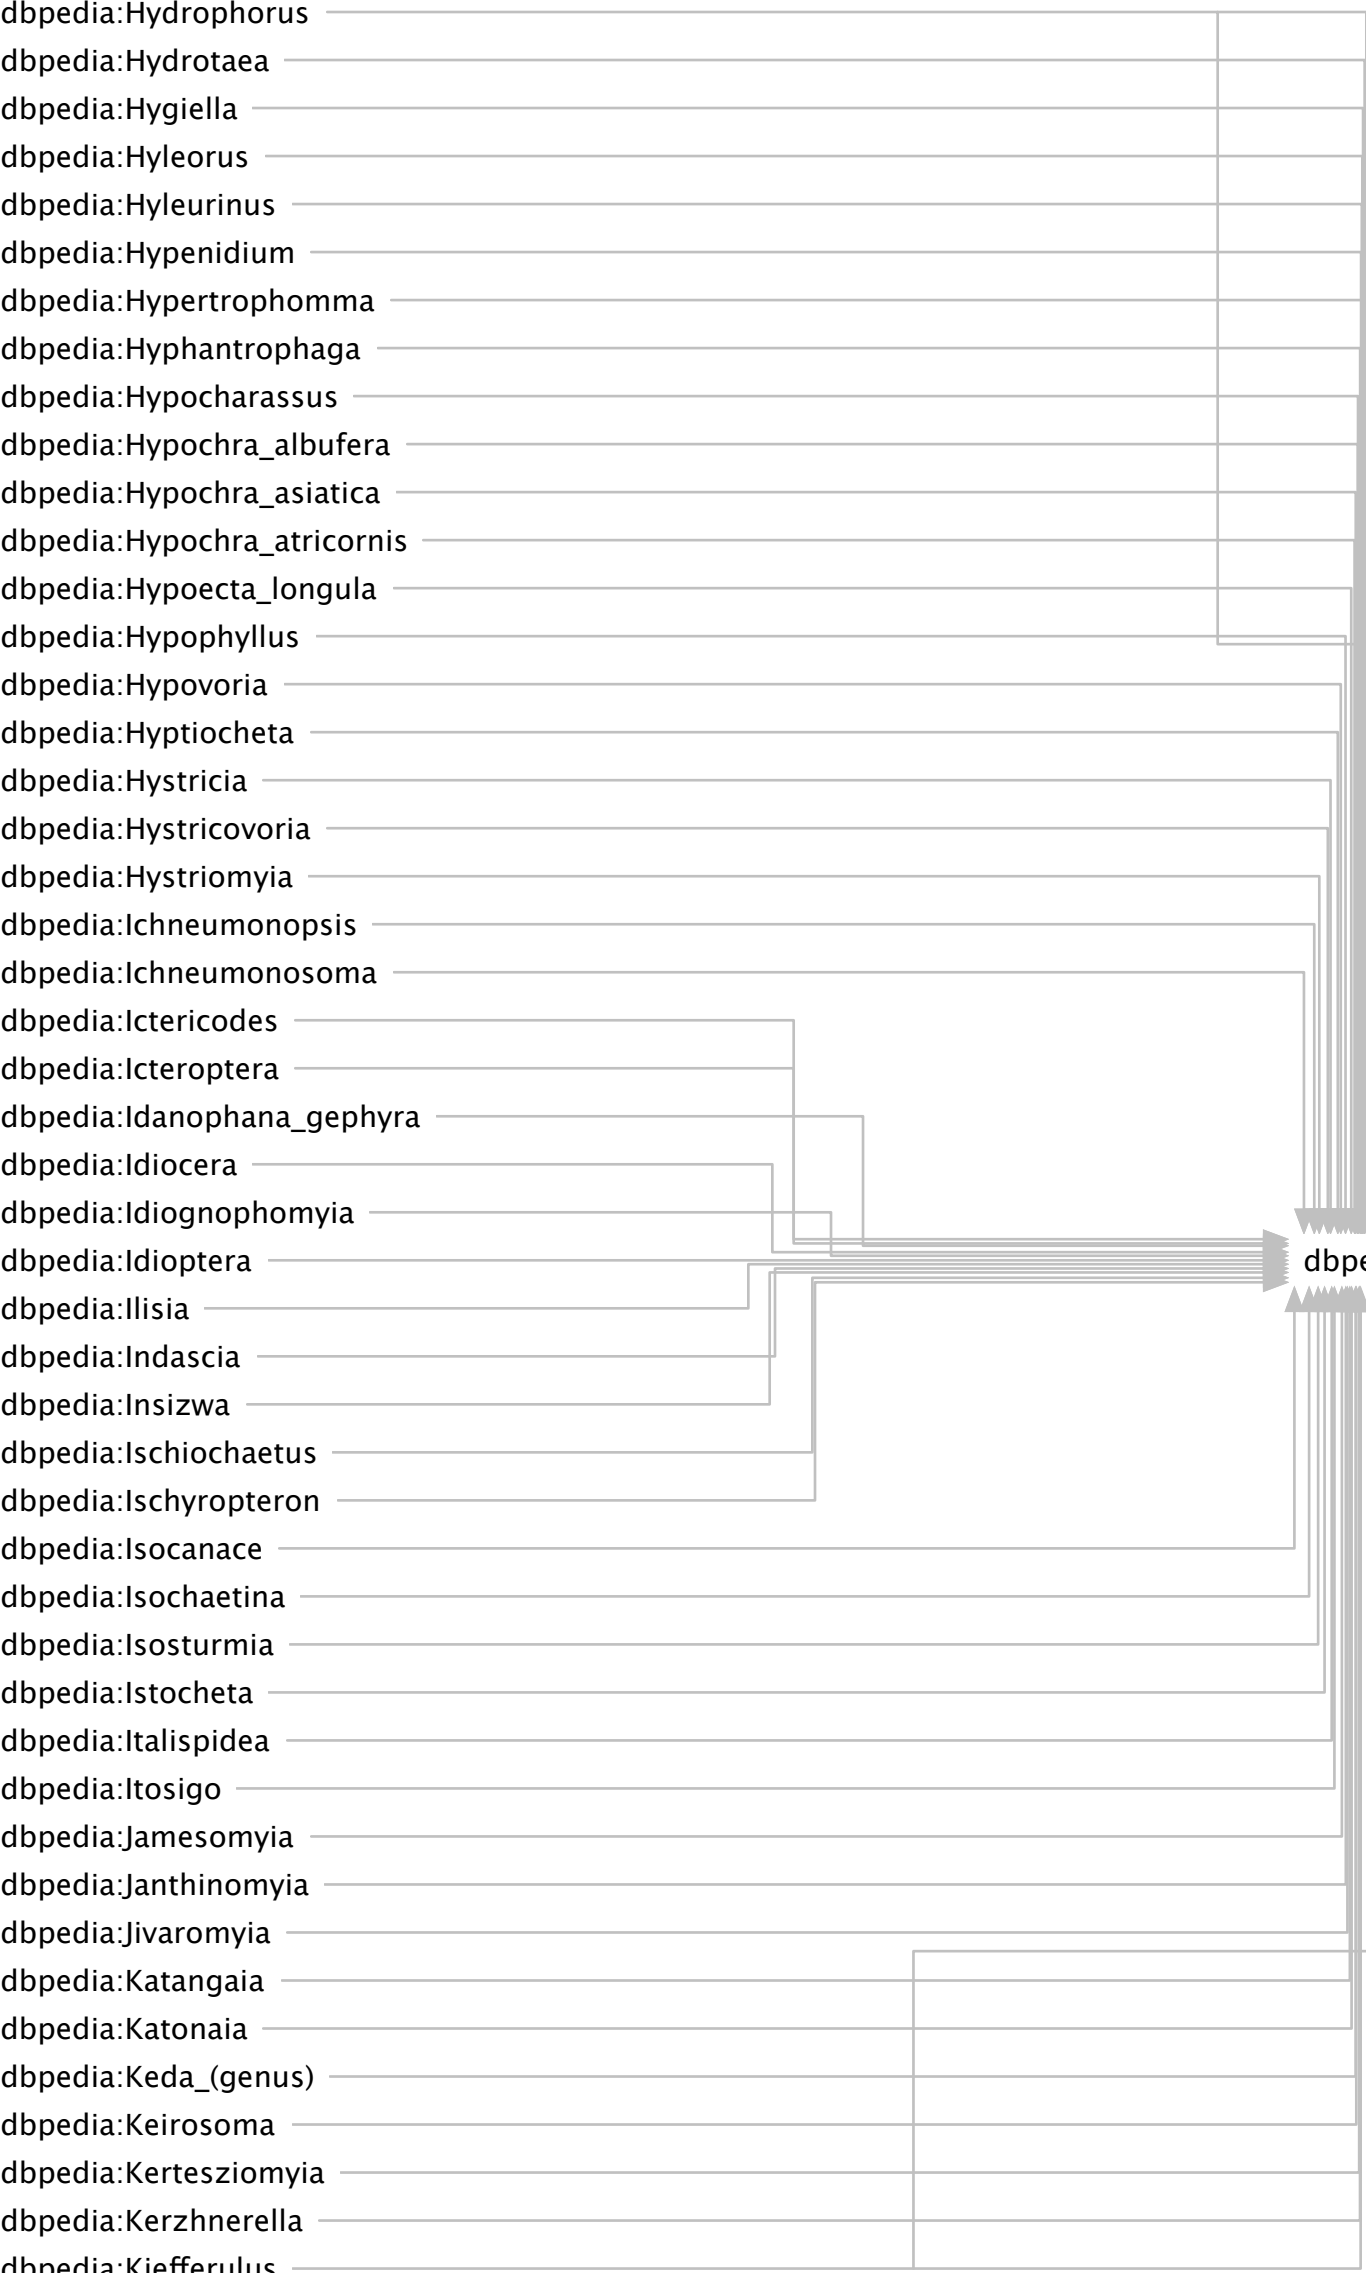 dbpedia:Hydrophorus
dbpedia:Hydrotaea
dbpedia:Hygiella
dbpedia:Hyleorus
dbpedia:Hyleurinus
dbpedia:Hypenidium
dbpedia:Hypertrophomma
dbpedia:Hyphantrophaga
dbpedia:Hypocharassus
dbpedia:Hypochra_albufera
dbpedia:Hypochra_asiatica
dbpedia:Hypochra_atricornis
dbpedia:Hypoecta_longula
dbpedia:Hypophyllus
dbpedia:Hypovoria
dbpedia:Hyptiocheta
dbpedia:Hystricia
dbpedia:Hystricovoria
dbpedia:Hystriomyia
dbpedia:Ichneumonopsis
dbpedia:Ichneumonosoma
dbpedia:Ictericodes
dbpedia:Icteroptera
dbpedia:Idanophana_gephyra
dbpedia:Idiocera
dbpedia:Idiognophomyia
dbpedia:Idioptera
dbpe
dbpedia:Ilisia
dbpedia:Indascia
dbpedia:Insizwa
dbpedia:Ischiochaetus
dbpedia:Ischyropteron
dbpedia:Isocanace
dbpedia:Isochaetina
dbpedia:Isosturmia
dbpedia:Istocheta
dbpedia:Italispidea
dbpedia:Itosigo
dbpedia:Jamesomyia
dbpedia:Janthinomyia
dbpedia:Jivaromyia
dbpedia:Katangaia
dbpedia:Katonaia
dbpedia:Keda_(genus)
dbpedia:Keirosoma
dbpedia:Kertesziomyia
dbpedia:Kerzhnerella
dbpedia:Kiefferulus